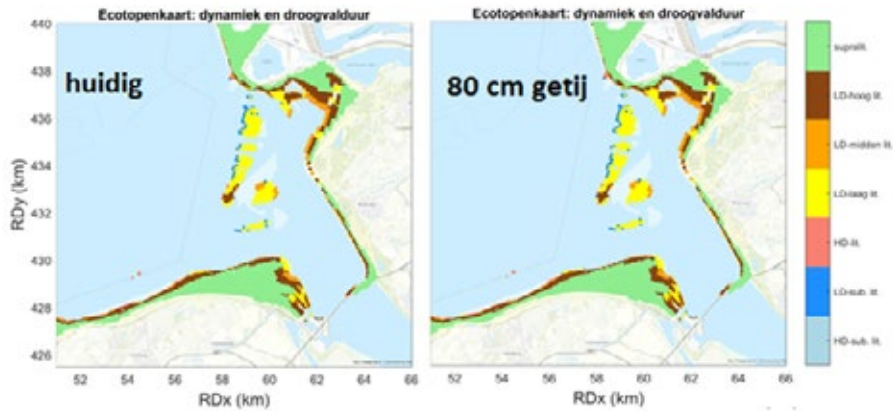 Ecotopenkaart: dynamiek en droogvalduur
Ecotopenkaart: dynamiek en droogvalduur
huidig
80 cm getij
440
438
436
434
432
430
428
426
RDy (km)
52 54 56 58 60 62 64 66
52 54 56 58 60 62 64 66
RDx (km)
RDx (km)
supralit.
LD-hoog lit.
LD-midden lit.
LD-laag lit.
HD-lit.
LD-sub. lit.
HD-sub. lit.